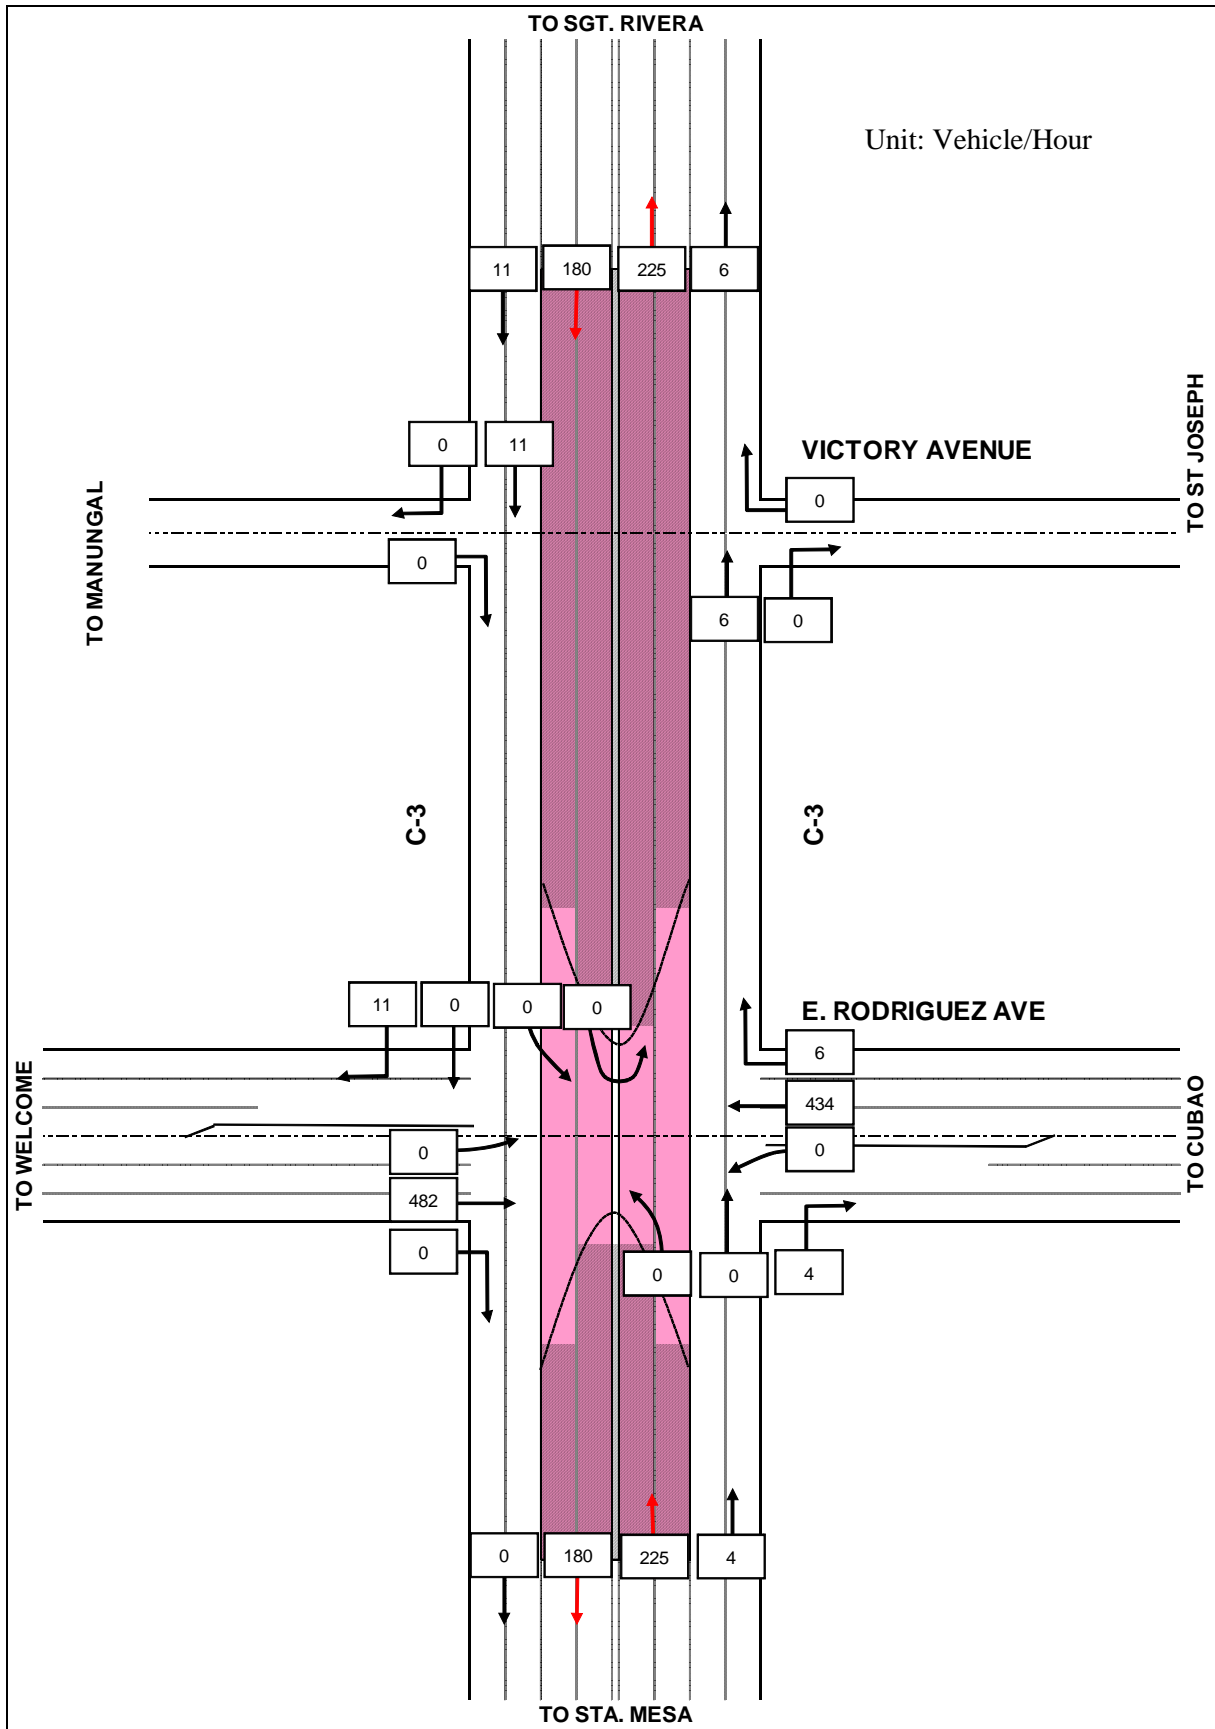 TO SGT. RIVERA
Unit: Vehicle/Hour
11 180 225 6
0 11
VICTORY AVENUE
0
TO MANUNGAL
TO ST JOSEPH
0
6 0
C-3
C-3
11 0 0 0
E. RODRIGUEZ AVE
6
434
0
0
482
0
TO WELCOME
TO CUBAO
0 0 4
0 180 225 4
TO STA. MESA